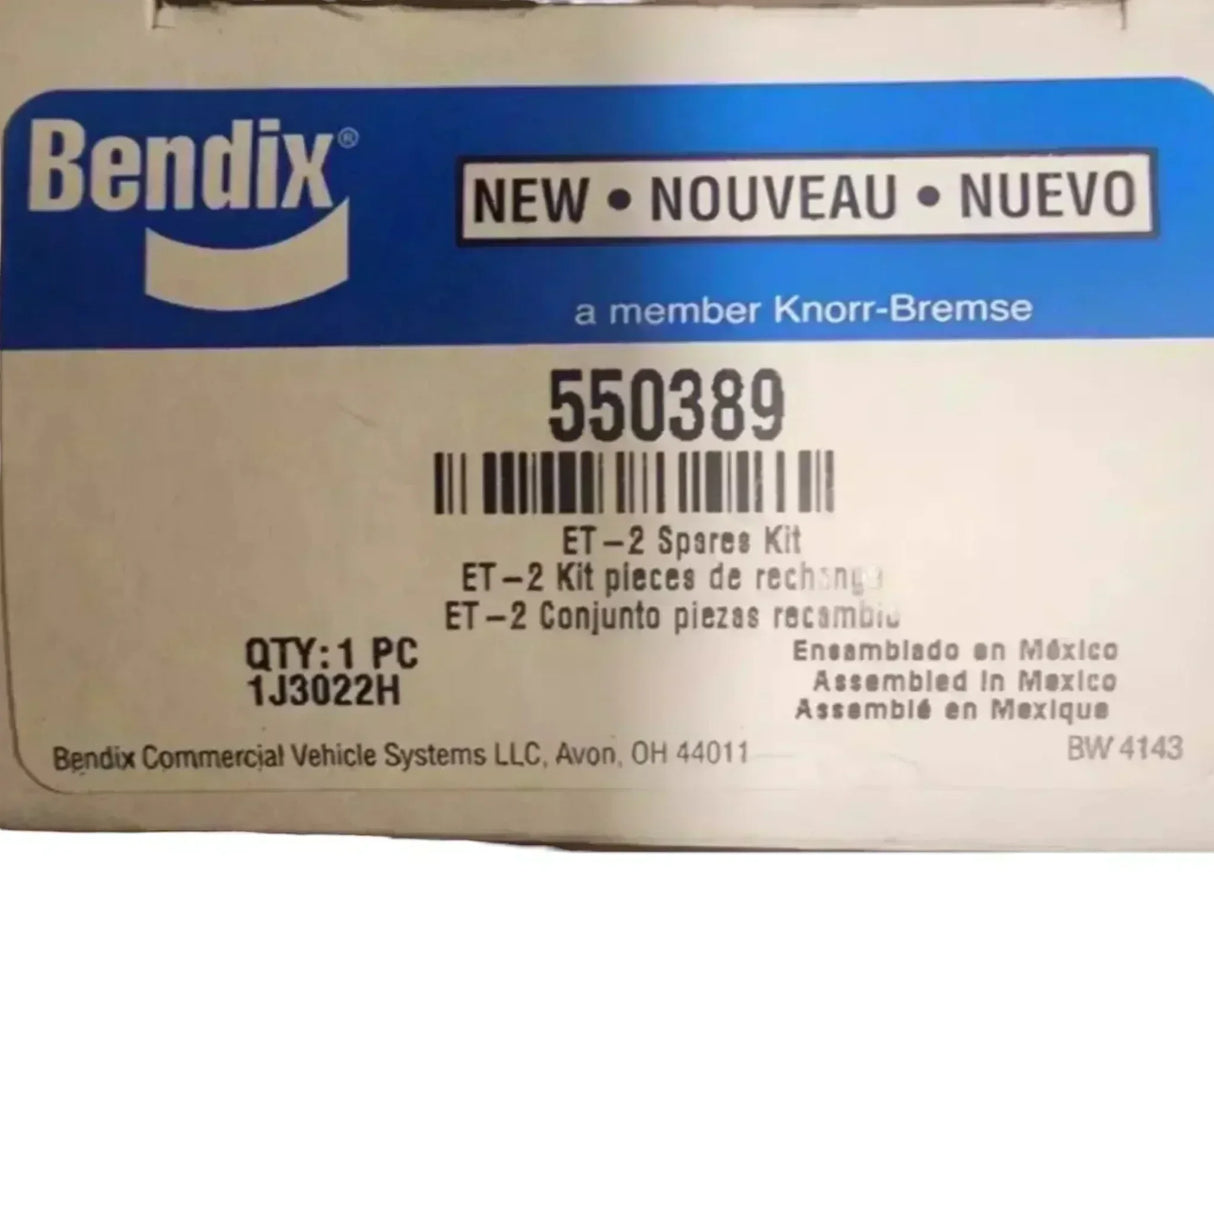 Bendix®
NEW • NOUVEAU • NUEVO
a member Knorr-Bremse
550389
ET-2 Spares Kit
ET-2 Kit pieces de rechange
ET-2 Conjunto piezas recambio
QTY: 1 PC
1J3022H
Ensamblado en México
Assembled in Mexico
Assemblé en Mexique
Bendix Commercial Vehicle Systems LLC, Avon, OH 44011
BW 4143